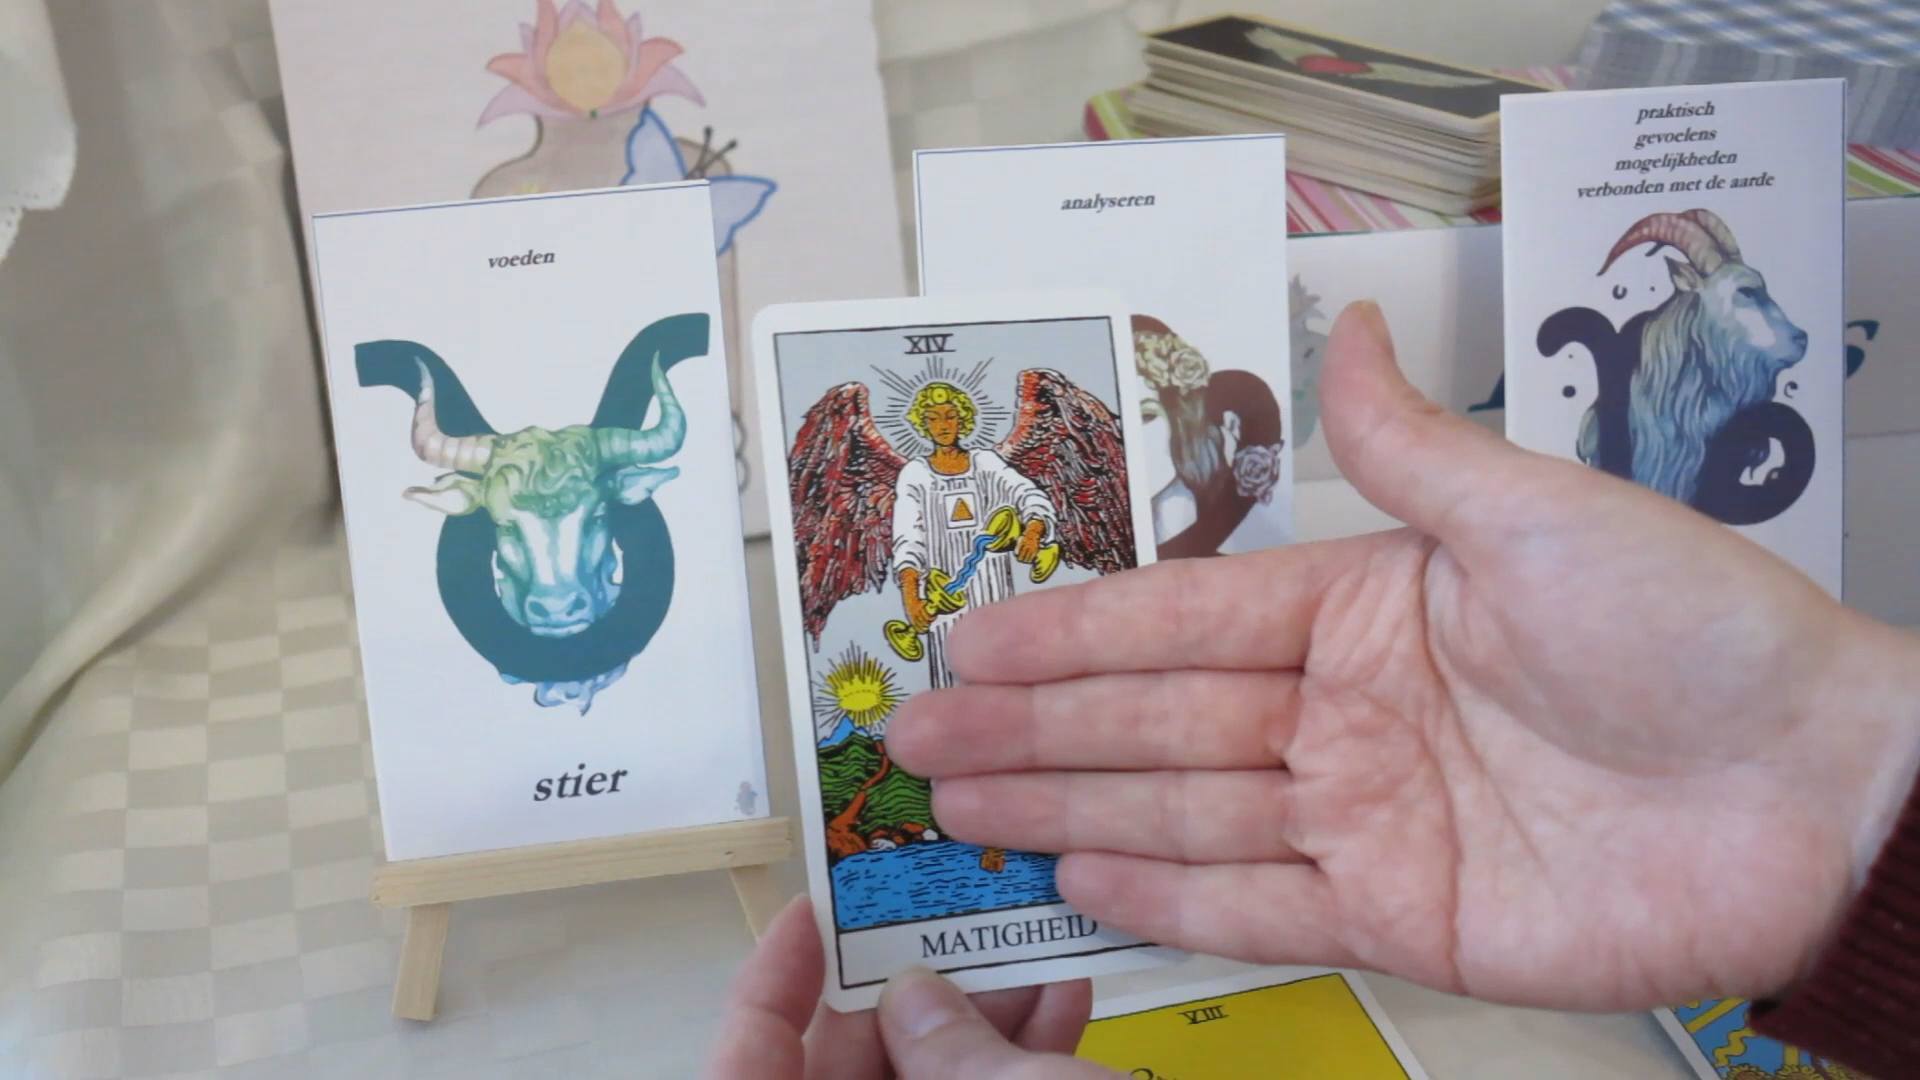 voeden
stier
analyseren
praktisch
gevoelens
mogelijkheden
verbonden met de aarde
XIV
MATIGHEID
VIII